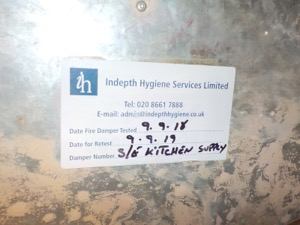 ih Indepth Hygiene Services Limited
Tel: 020 8661 7888
E-mail: admin@indepthhygiene.co.uk
Date Fire Damper Tested 9.9.18
Date for Retest 9.9.19
Damper Number S/E KITCHEN SUPPLY